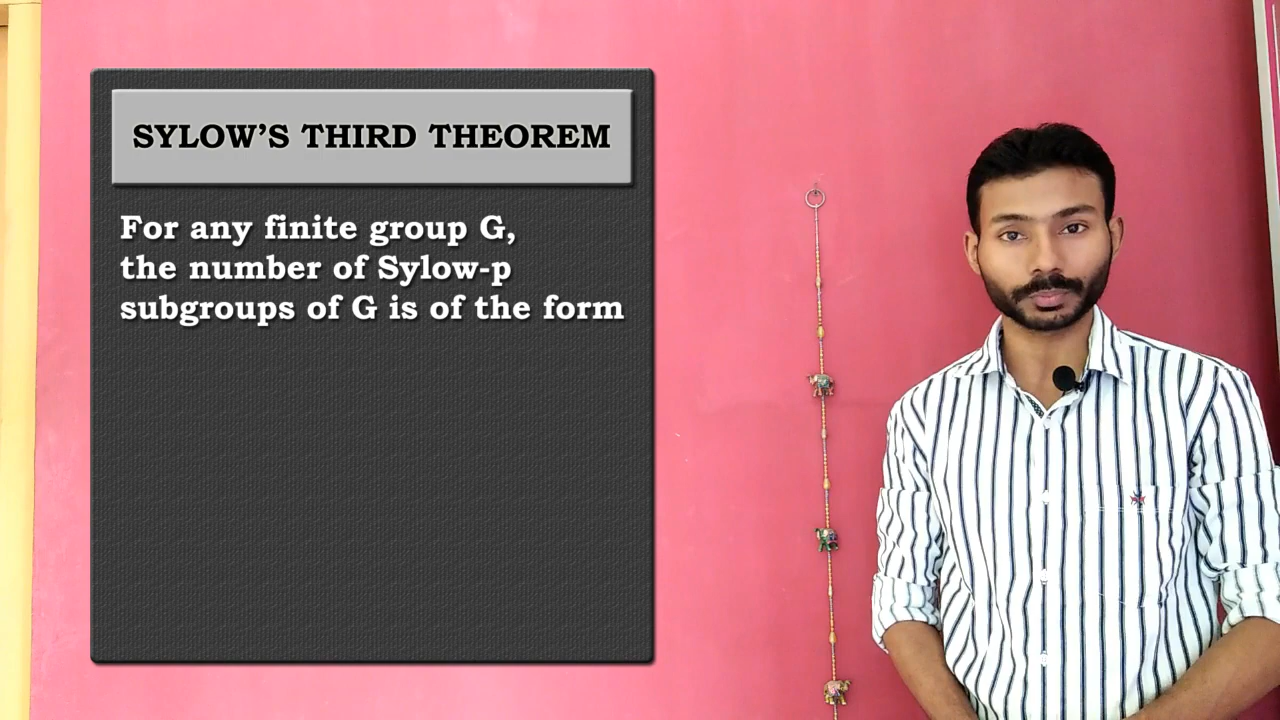 SYLOW’S THIRD THEOREM
For any finite group G,
the number of Sylow-p
subgroups of G is of the form